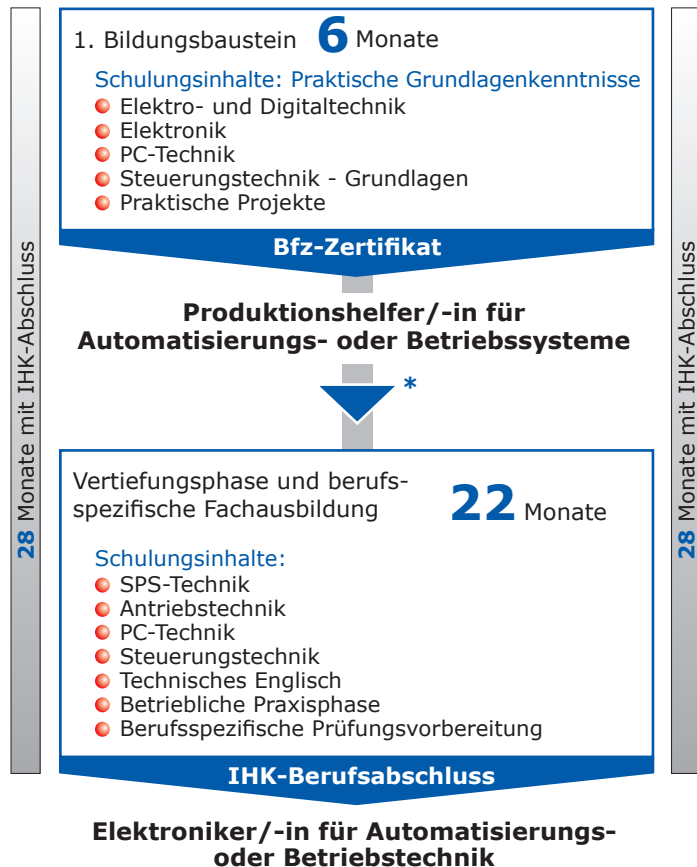 1. Bildungsbaustein 6 Monate
Schulungsinhalte: Praktische Grundlagenkenntnisse
Elektro- und Digitaltechnik
Elektronik
PC-Technik
Steuerungstechnik - Grundlagen
Praktische Projekte
Bfz-Zertifikat
Produktionshelfer/-in für
Automatisierungs- oder Betriebssysteme
*
Vertiefungsphase und berufs-
spezifische Fachausbildung 22 Monate
Schulungsinhalte:
SPS-Technik
Antriebstechnik
PC-Technik
Steuerungstechnik
Technisches Englisch
Betriebliche Praxisphase
Berufsspezifische Prüfungsvorbereitung
IHK-Berufsabschluss
Elektroniker/-in für Automatisierungs-
oder Betriebstechnik
28 Monate mit IHK-Abschluss
28 Monate mit IHK-Abschluss